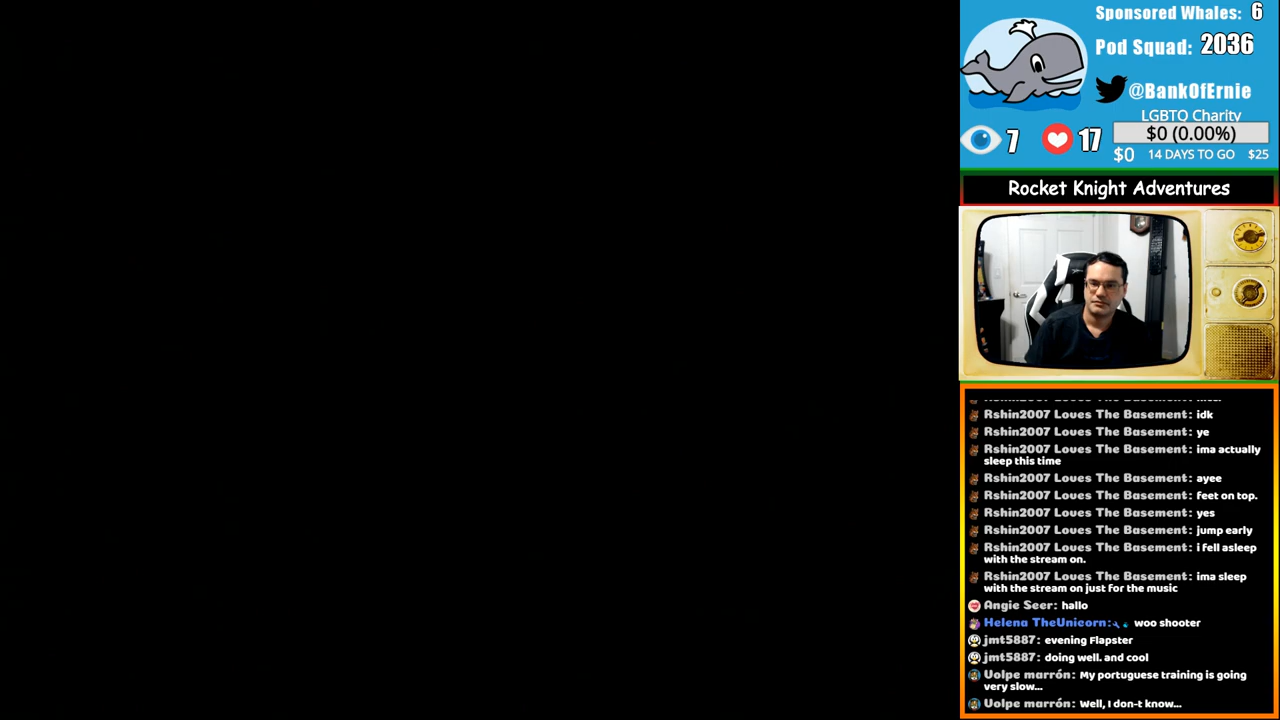 Sponsored Whales: 6
Pod Squad: 2036
@BankOfErnie
LGBTQ Charity
7 17 $0 (0.00%)
$0 14 DAYS TO GO $25
Rocket Knight Adventures
Rshin2007 Loves The Basement: idk
Rshin2007 Loves The Basement: ye
Rshin2007 Loves The Basement: ima actually
sleep this time
Rshin2007 Loves The Basement: ayee
Rshin2007 Loves The Basement: feet on top.
Rshin2007 Loves The Basement: yes
Rshin2007 Loves The Basement: jump early
Rshin2007 Loves The Basement: i fell asleep
with the stream on.
Rshin2007 Loves The Basement: ima sleep
with the stream on just for the music
Angie Seer: hallo
Helena TheUnicorn: woo shooter
jmt5887: evening Flapster
jmt5887: doing well. and cool
Volpe marrón: My portuguese training is going
very slow...
Volpe marrón: Well, I don-t know...